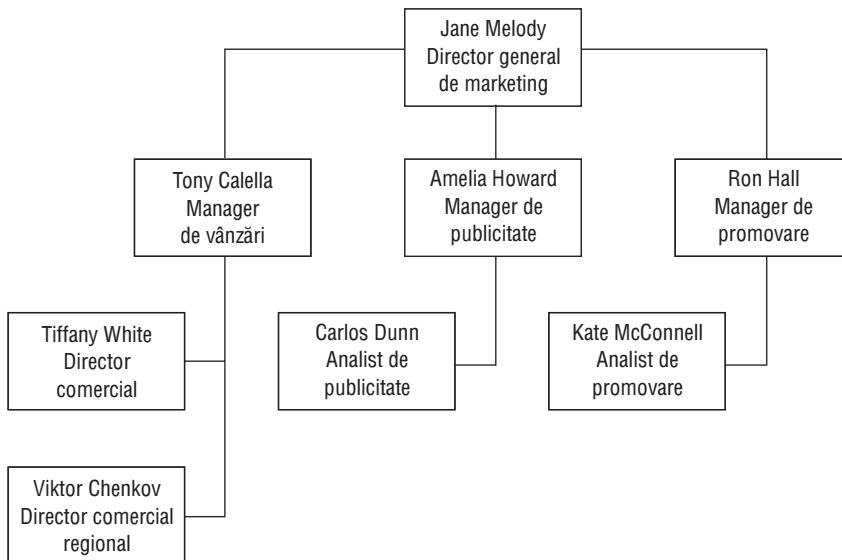 Jane Melody
Director general
de marketing
Tony Calella
Manager
de vânzări
Amelia Howard
Manager de
publicitate
Ron Hall
Manager de
promovare
Tiffany White
Director
comercial
Carlos Dunn
Analist de
publicitate
Kate McConnell
Analist de
promovare
Viktor Chenkov
Director comercial
regional